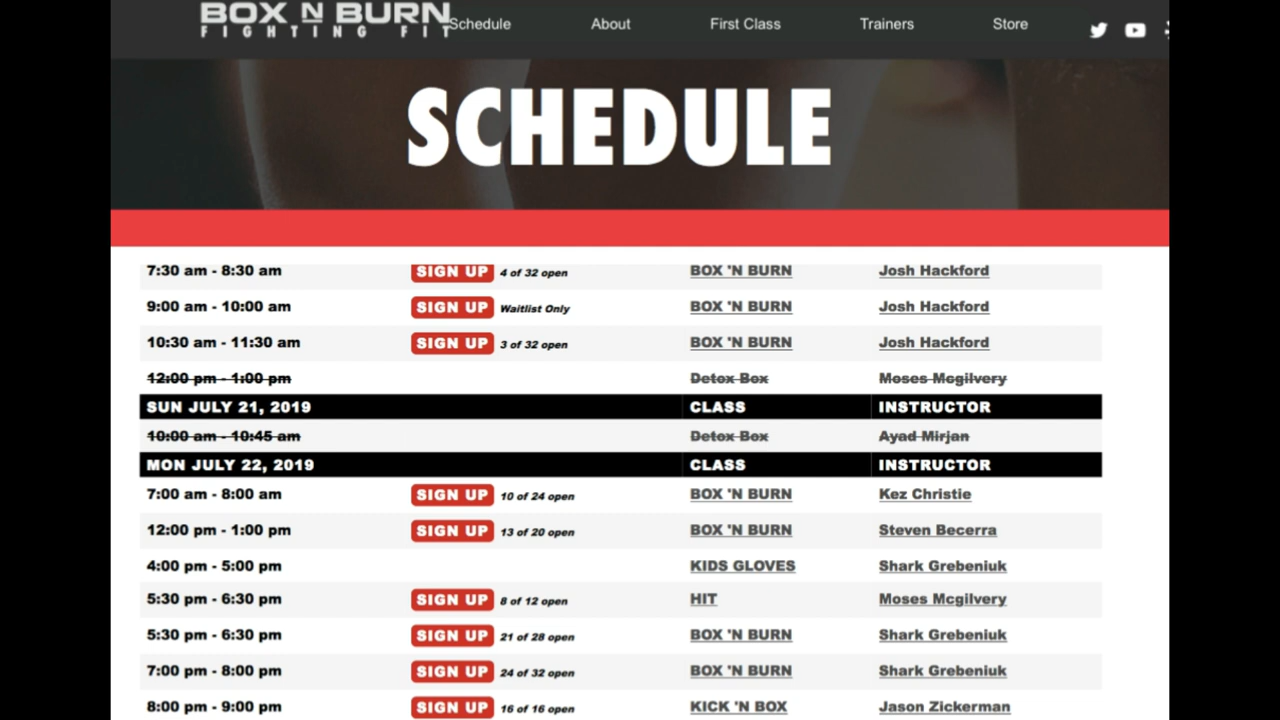 BOX N BURN
FIGHTING FIT
Schedule About First Class Trainers Store
SCHEDULE
7:30 am - 8:30 am SIGN UP 4 of 32 open BOX 'N BURN Josh Hackford
9:00 am - 10:00 am SIGN UP Waitlist Only BOX 'N BURN Josh Hackford
10:30 am - 11:30 am SIGN UP 3 of 32 open BOX 'N BURN Josh Hackford
12:00 pm - 1:00 pm Detox Box Moses Mcgilvery
SUN JULY 21, 2019 CLASS INSTRUCTOR
10:00 am - 10:45 am Detox Box Ayad Mirjan
MON JULY 22, 2019 CLASS INSTRUCTOR
7:00 am - 8:00 am SIGN UP 10 of 24 open BOX 'N BURN Kez Christie
12:00 pm - 1:00 pm SIGN UP 13 of 20 open BOX 'N BURN Steven Becerra
4:00 pm - 5:00 pm KIDS GLOVES Shark Grebeniuk
5:30 pm - 6:30 pm SIGN UP 8 of 12 open HIT Moses Mcgilvery
5:30 pm - 6:30 pm SIGN UP 21 of 28 open BOX 'N BURN Shark Grebeniuk
7:00 pm - 8:00 pm SIGN UP 24 of 32 open BOX 'N BURN Shark Grebeniuk
8:00 pm - 9:00 pm SIGN UP 16 of 16 open KICK 'N BOX Jason Zickerman